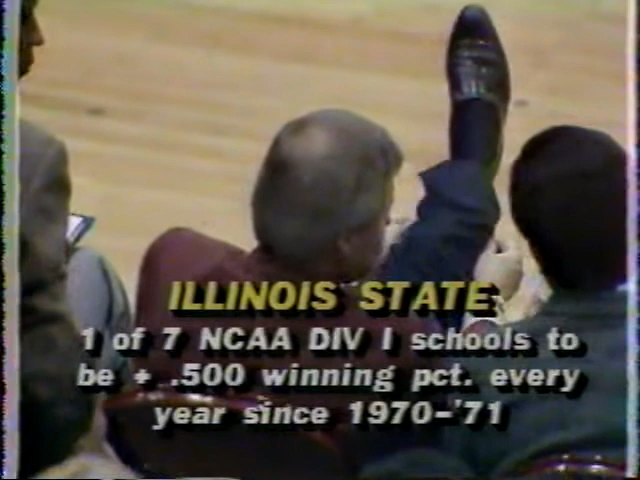 ILLINOIS STATE
1 of 7 NCAA DIV I schools to
be + .500 winning pct. every
year since 1970-'71